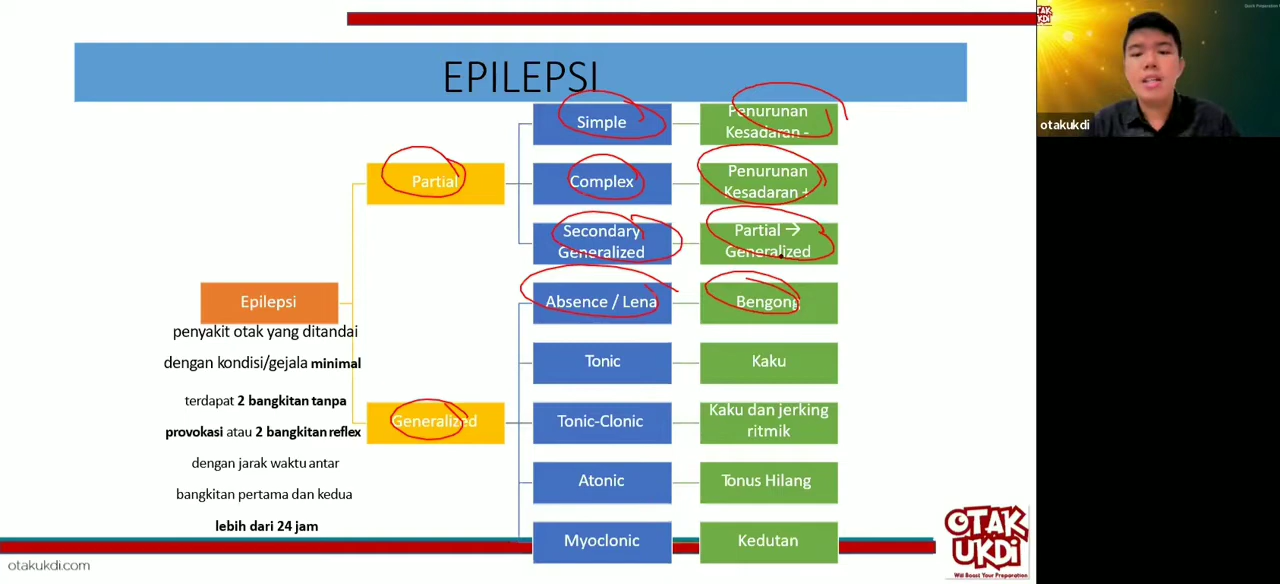 EPILEPSI
Epilepsi
penyakit otak yang ditandai
dengan kondisi/gejala minimal
terdapat 2 bangkitan tanpa
provokasi atau 2 bangkitan reflex
dengan jarak waktu antar
bangkitan pertama dan kedua
lebih dari 24 jam
Partial
Simple
Penurunan
Kesadaran -
Complex
Penurunan
Kesadaran +
Secondary
Generalized
Partial →
Generalized
Generalized
Absence / Lena
Bengong
Tonic
Kaku
Tonic-Clonic
Kaku dan jerking
ritmik
Atonic
Tonus Hilang
Myoclonic
Kedutan
otakukdi.com
OTAK
UKDI
Will Boost Your Preparation
OTAK
UKDI
otakukdi